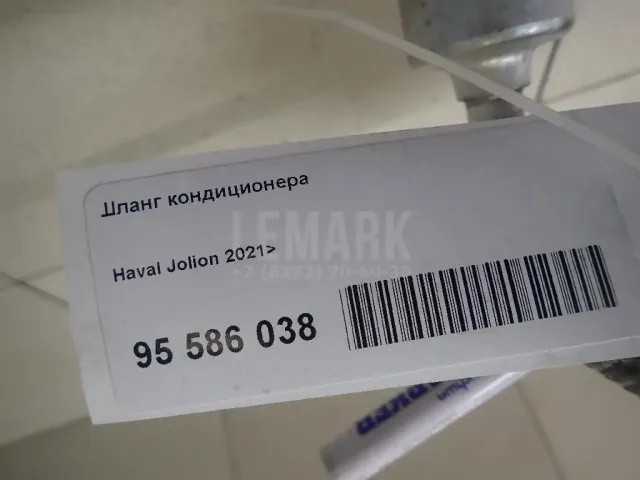 Шланг кондиционера
LEMARK
Haval Jolion 2021>
95 586 038